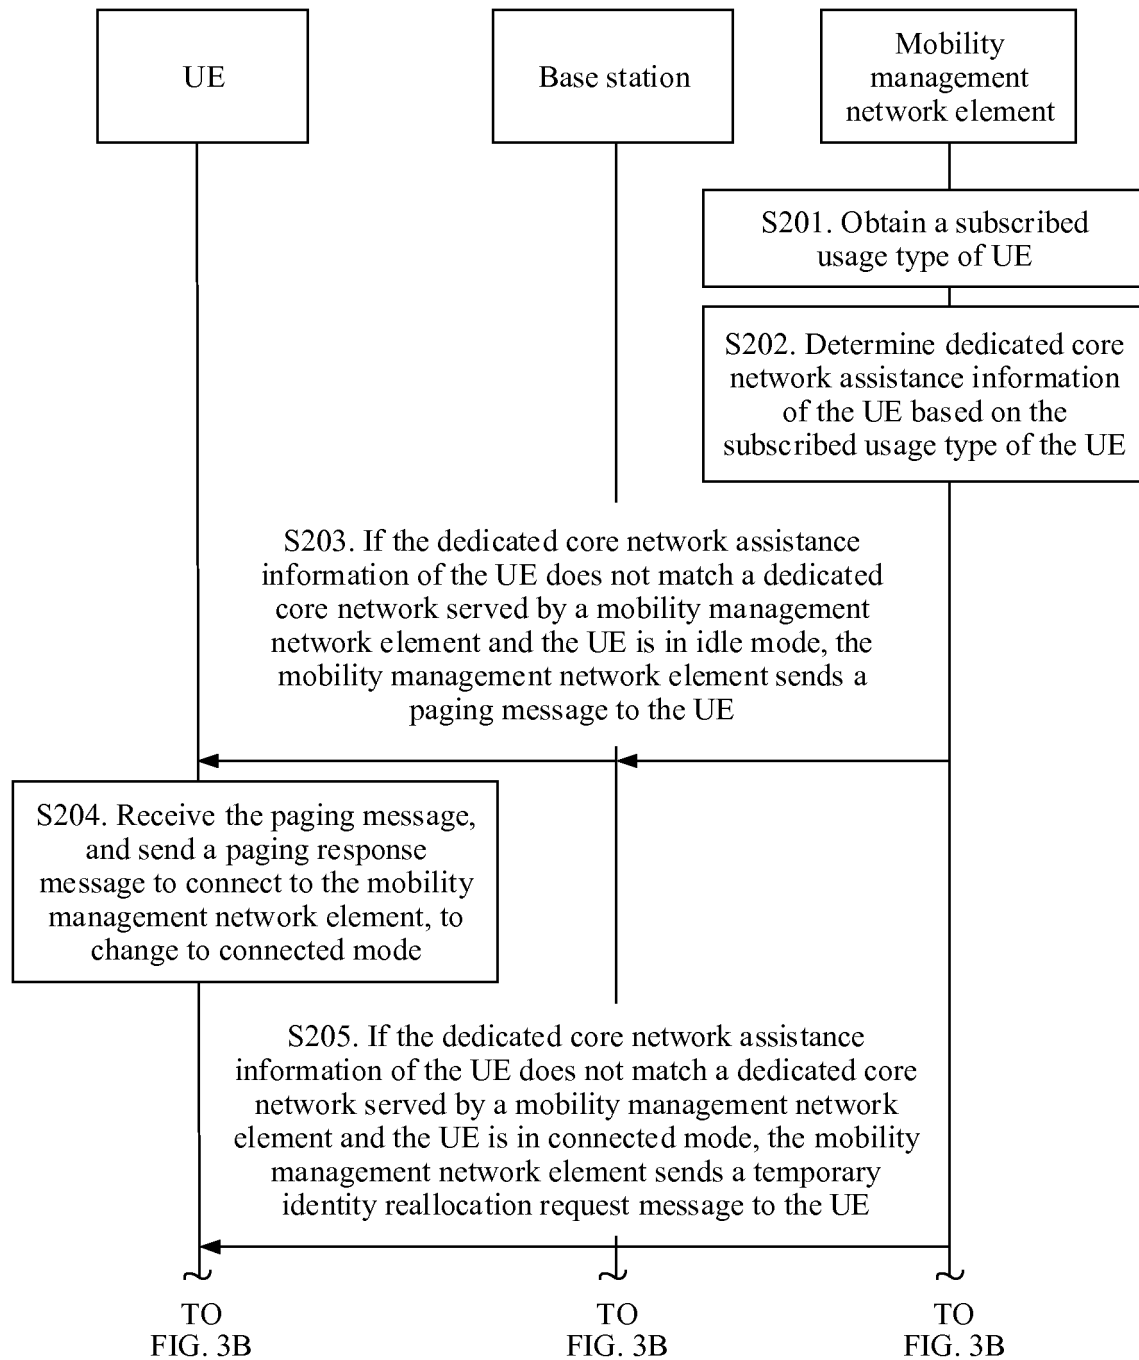 UE
Base station
Mobility
management
network element
S201. Obtain a subscribed
usage type of UE
S202. Determine dedicated core
network assistance information
of the UE based on the
subscribed usage type of the UE
S203. If the dedicated core network assistance
information of the UE does not match a dedicated
core network served by a mobility management
network element and the UE is in idle mode, the
mobility management network element sends a
paging message to the UE
S204. Receive the paging message,
and send a paging response
message to connect to the mobility
management network element, to
change to connected mode
S205. If the dedicated core network assistance
information of the UE does not match a dedicated core
network served by a mobility management network
element and the UE is in connected mode, the mobility
management network element sends a temporary
identity reallocation request message to the UE
TO
FIG. 3B
TO
FIG. 3B
TO
FIG. 3B